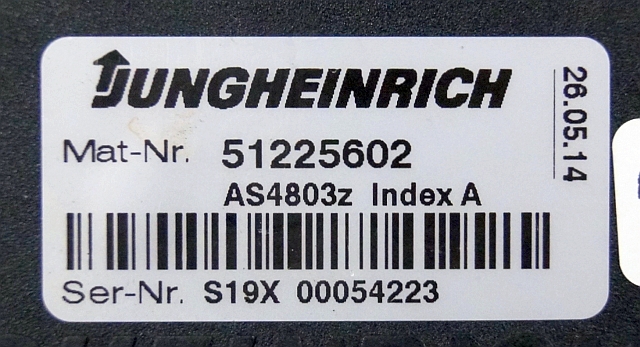 JUNGHEINRICH
Mat-Nr. 51225602
AS4803z Index A
Ser-Nr. S19X 00054223
26.05.14